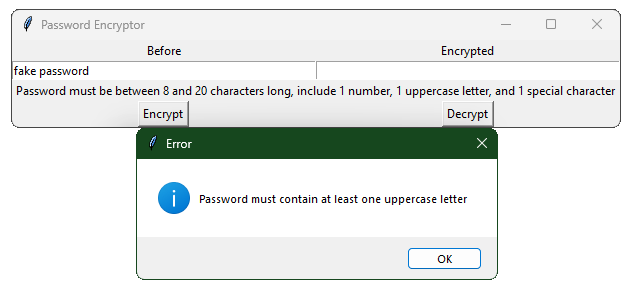 Password Encryptor
Before Encrypted
fake password
Password must be between 8 and 20 characters long, include 1 number, 1 uppercase letter, and 1 special character
Encrypt Decrypt
Error
Password must contain at least one uppercase letter
OK